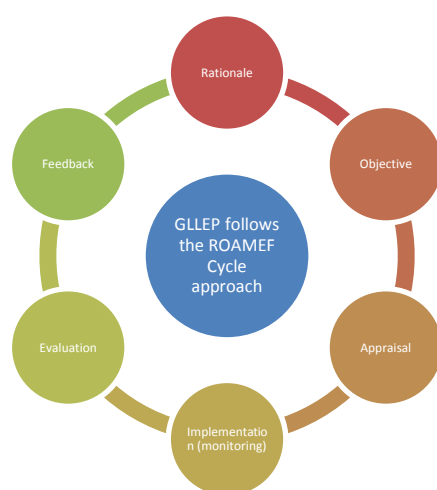 Rationale
Objective
Appraisal
Implementatio
n (monitoring)
Evaluation
Feedback
GLLEP follows
the ROAMEF
Cycle
approach